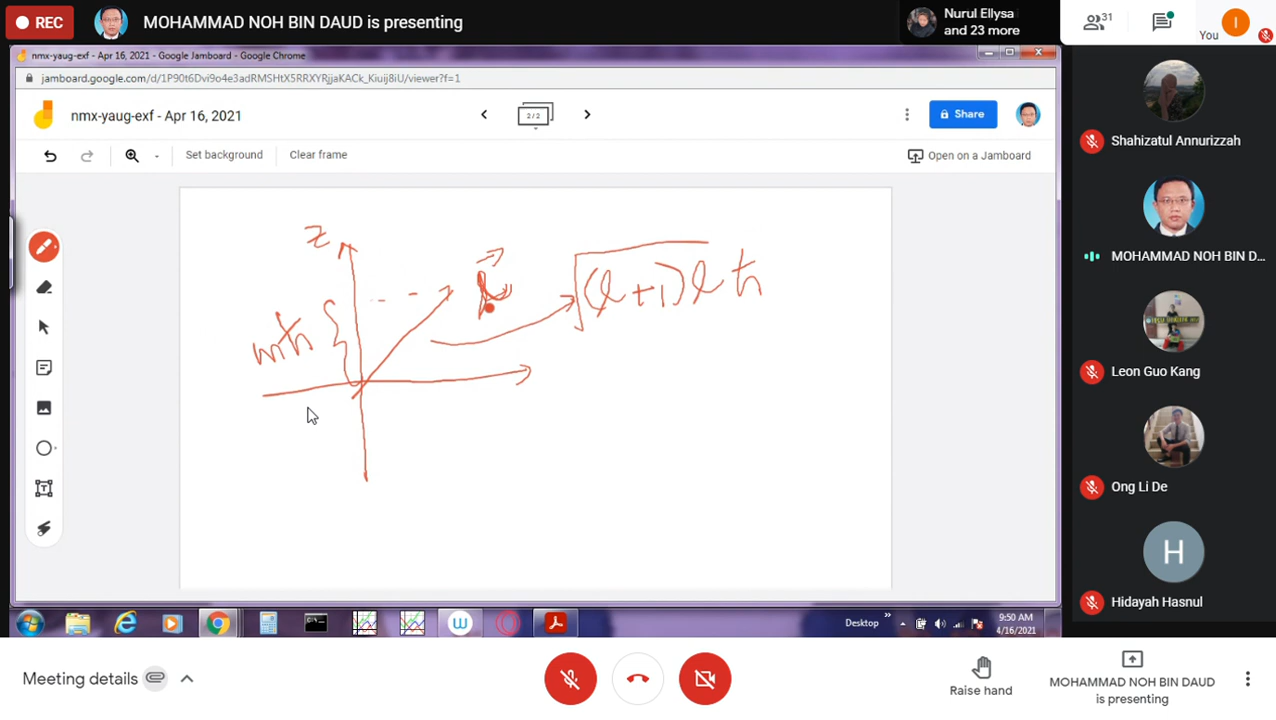 REC
MOHAMMAD NOH BIN DAUD is presenting
Nurul Ellysa
and 23 more
31
You
I
nmx-yaug-exf - Apr 16, 2021 - Google Jamboard - Google Chrome
jamboard.google.com/d/1P90t6Dvi9o4e3adRMSHtX5RRXYRjjaKACk_Kiuij8iU/viewer?f=1
nmx-yaug-exf - Apr 16, 2021
2/2
Share
Set background
Clear frame
Open on a Jamboard
z
mħ
√(l+1)l ħ
Shahizatul Annurizzah
MOHAMMAD NOH BIN D...
Leon Guo Kang
Ong Li De
H
Hidayah Hasnul
Desktop
»
9:50 AM
4/16/2021
Meeting details
Raise hand
MOHAMMAD NOH BIN DAUD
is presenting